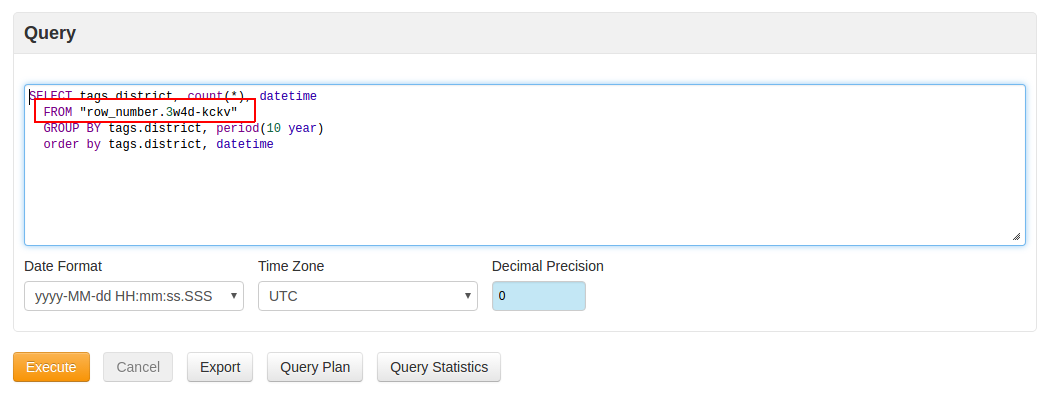 Query
SELECT tags.district, count(*), datetime
FROM "row_number.3w4d-kckv"
GROUP BY tags.district, period(10 year)
order by tags.district, datetime
Date Format Time Zone Decimal Precision
yyyy-MM-dd HH:mm:ss.SSS UTC 0
Execute Cancel Export Query Plan Query Statistics